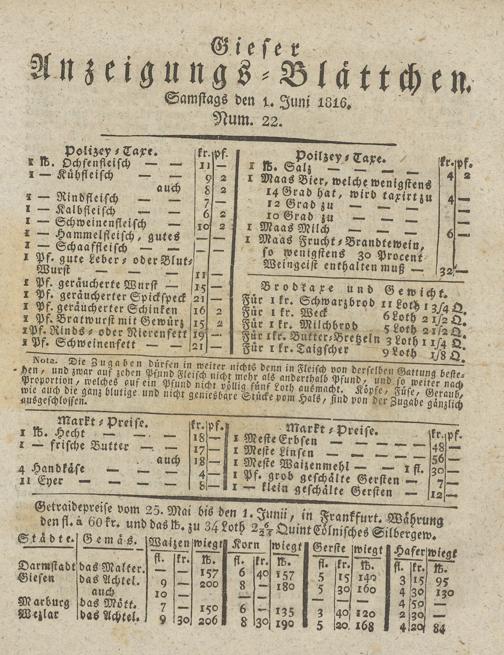 Gieser
Anzeigungs-Blättchen.
Samstags den 1. Juni 1816.
Num. 22.
Polizey-Taxe. kr. pf.
1 lb. Ochsenfleisch — — 11 —
1 — Kühfleisch — — 9 2
auch 8 2
1 — Rindfleisch — — 7 —
1 — Kalbfleisch — — 6 2
1 — Schweinenfleisch — 10 2
1 — Hammelfleisch, gutes — —
1 — Schaaffleisch — — — —
1 Pf. gute Leber- oder Blut-
Wurst — — — 11 —
1 Pf. geräucherte Wurst — 15 —
1 Pf. geräucherter Spickspeck 21 —
1 Pf. geräucherter Schinken 16 2
1 Pf. Bratwurst mit Gewürz 15 2
1 Pf. Rinds- oder Nierenfett 19 —
1 Pf. Schweinenfett — 21 —
Poilzey-Taxe. kr. pf.
1 lb. Salz — — — 4 2
1 Maas Bier, welche wenigstens
14 Grad hat, wird taxirt zu 4 —
12 Grad zu — — — —
10 Grad zu — — — —
1 Maas Milch — — 6 —
1 Maas Frucht-Brandtewein,
so wenigstens 30 Procent
Weingeist enthalten muß — 32 —
Brodtaxe und Gewicht.
Für 1 kr. Schwarzbrod 11 Loth 1 3/4 Q.
Für 1 kr. Weck 6 Loth 2 1/2 Q.
Für 1 kr. Milchbrod 5 Loth 2 1/2 Q.
Für 1 kr. Butter-Bretzeln 3 Loth 1 1/4 Q.
Für 1 kr. Taigscher 9 Loth 1/8 Q.
Nota. Die Zugaben dürfen in weiter nichts denn in Fleisch von derselben Gattung beste-
hen, und zwar auf zehen Pfund Fleisch nicht mehr als anderthalb Pfund, und so weiter nach
Proportion, welches auf ein Pfund nicht völlig fünf Loth ausmacht. Köpfe, Füse, Geraub,
wie auch die ganz blutige und nicht geniesbare Stücke vom Hals, sind von der Zugabe gänzlich
ausgeschlossen.
Markt-Preise. kr. pf.
1 lb. Hecht — — — 18 —
1 — frische Butter — — 17 —
auch 18 —
4 Handkäse — — — 4 —
11 Eyer — — — 8 —
Markt-Preise. kr. pf.
1 Meste Erbsen — — — 48 —
1 Meste Linsen — — — 56 —
1 Meste Waizenmehl — — 1 fl. 30 —
1 Pf. grob geschälte Gersten — 7 —
1 — klein geschälte Gersten — 12 —
Getraidepreise vom 25. Mai bis den 1. Junii, in Frankfurt. Währung
den fl. à 60 kr. und das lb. zu 34 Loth 2 6/8 Quint Cölnisches Silbergew.
Städte. Gemäs. Waizen wiegt Korn wiegt Gerste wiegt Hafer wiegt
fl. kr. lb. fl. kr. lb. fl. kr. lb. fl. kr. lb.
Darmstadt das Malter. — — 157 6 40 157 5 15 140 3 15 95
Giesen das Achtel. 9 — 200 8 — 180 5 30 160 4 30 130
auch 10 — 4 50 —
Marburg das Mött. 7 — 150 6 — 135 3 40 120 2 30 —
Wezlar das Achtel. 9 30 206 8 30 190 5 20 168 4 20 84